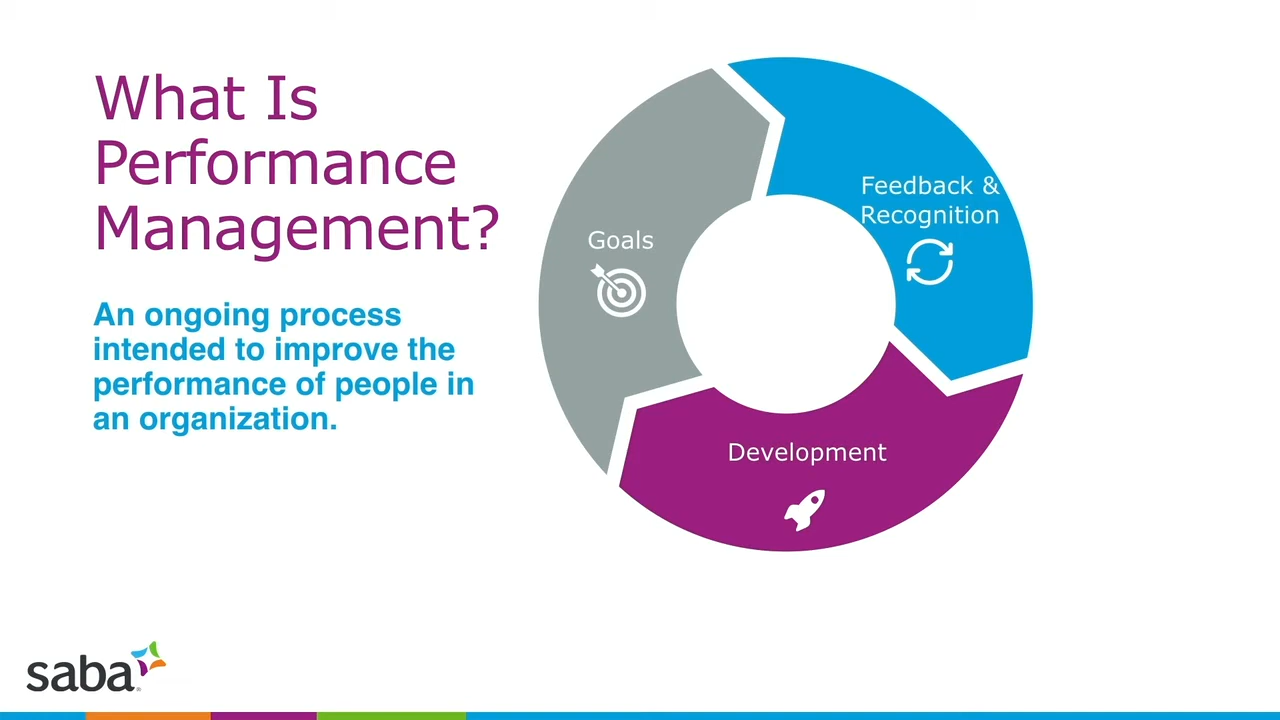 What Is
Performance
Management?
An ongoing process
intended to improve the
performance of people in
an organization.
Goals
Feedback &
Recognition
Development
saba